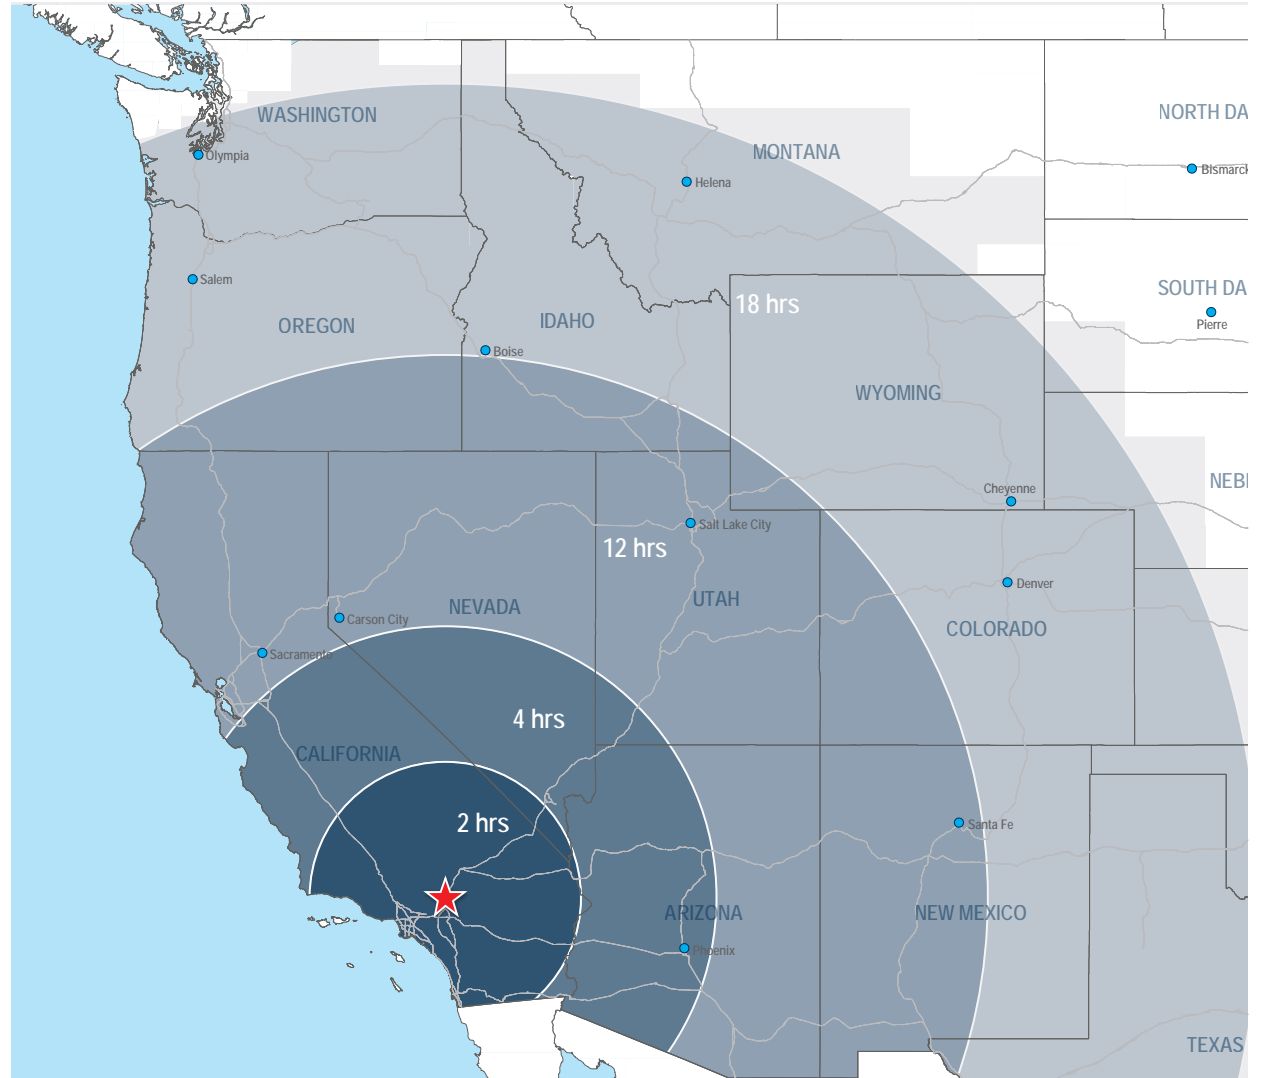 WASHINGTON
NORTH DA
MONTANA
Olympia
Bismarck
Helena
Salem
SOUTH DA
18 hrs
IDAHO
OREGON
Pierre
Boise
WYOMING
NEBI
Cheyenne
Salt Lake City
12 hrs
Denver
UTAH
NEVADA
Carson City
COLORADO
Sacramento
4 hrs
CALIFORNIA
2 hrs
Santa Fe
ARIZONA
NEW MEXICO
Phoenix
TEXAS